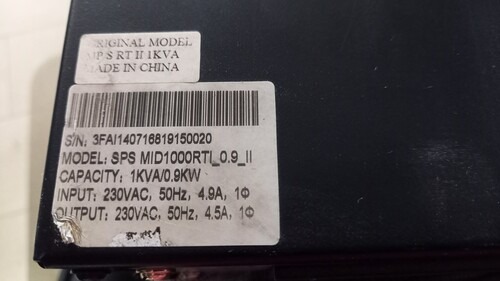 ORIGINAL MODEL
MP S RT II 1KVA
MADE IN CHINA
S/N: 3FAI140716819150020
MODEL: SPS MID1000RTI_0.9_II
CAPACITY: 1KVA/0.9KW
INPUT: 230VAC, 50Hz, 4.9A, 1Φ
OUTPUT: 230VAC, 50Hz, 4.5A, 1Φ